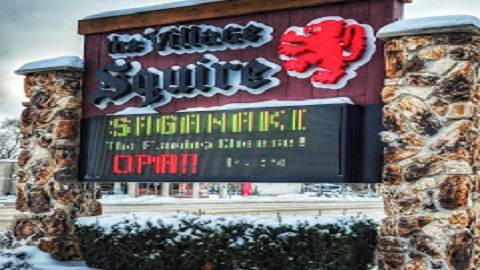 The Village
Squire
SAGANAKI
The Flaming Cheese!
OPA!!